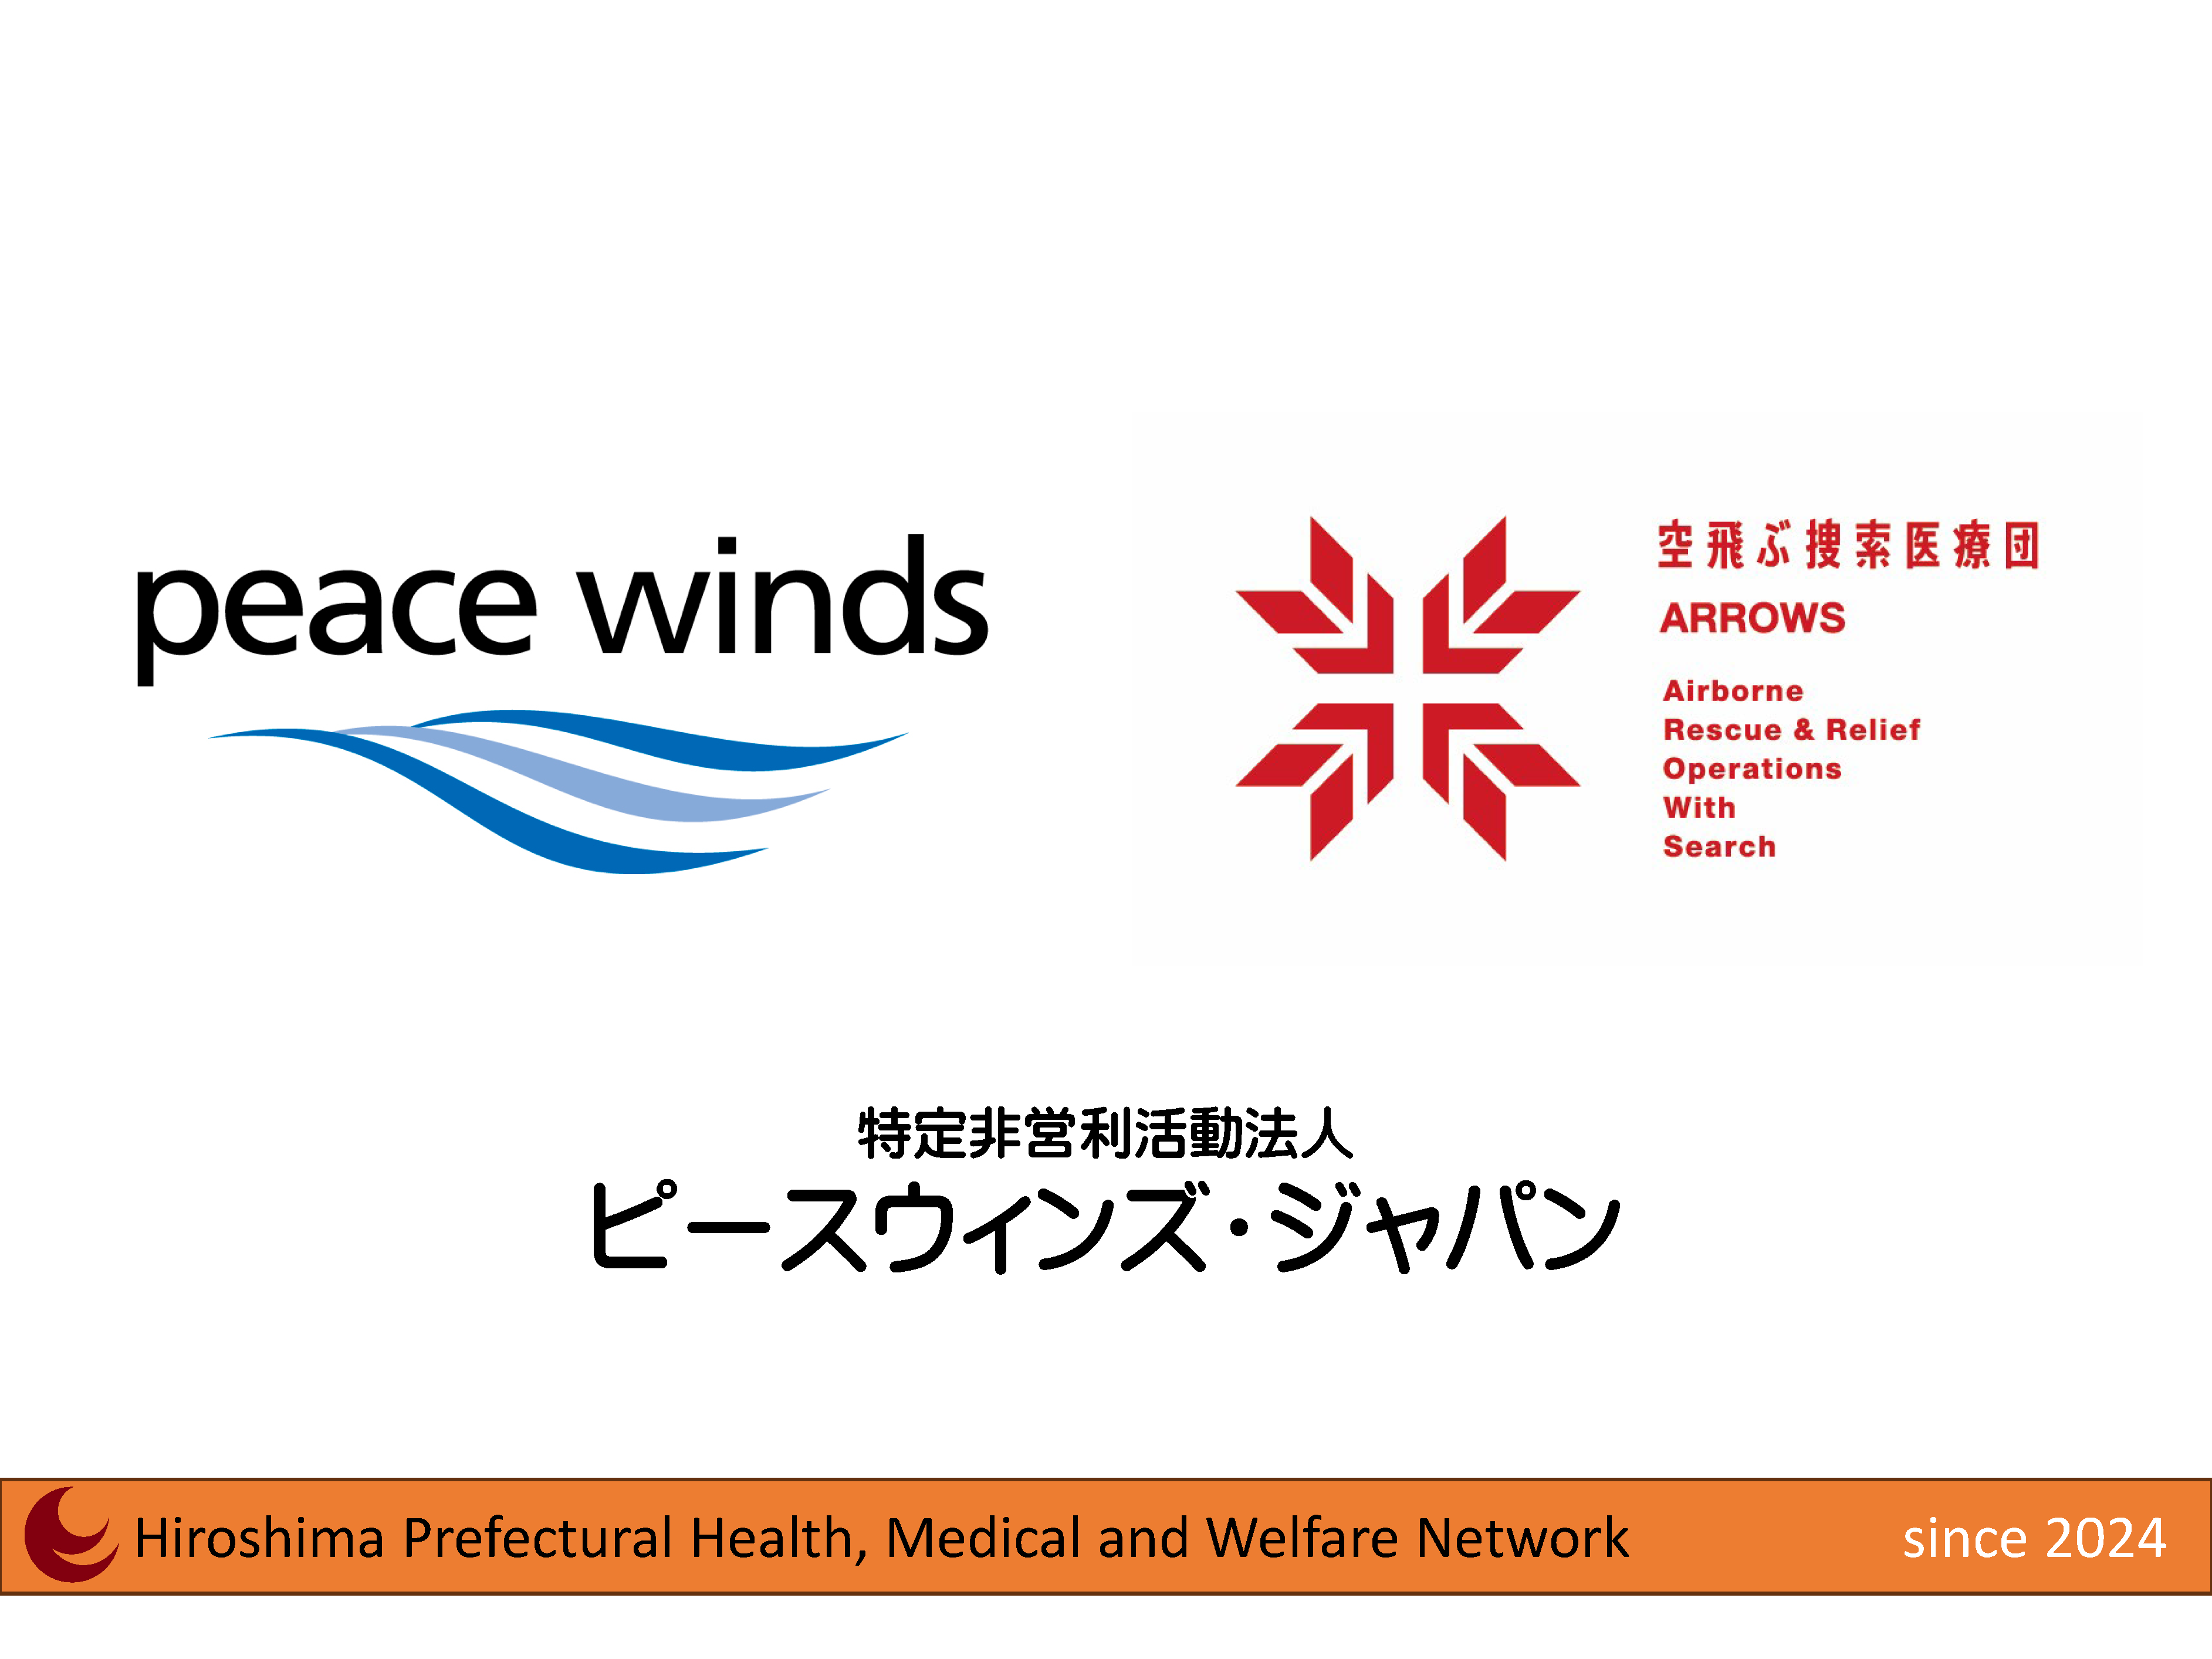 peace winds
空飛ぶ捜索医療団
ARROWS
Airborne
Rescue & Relief
Operations
With
Search
特定非営利活動法人
ピースウィンズ・ジャパン
Hiroshima Prefectural Health, Medical and Welfare Network
since 2024